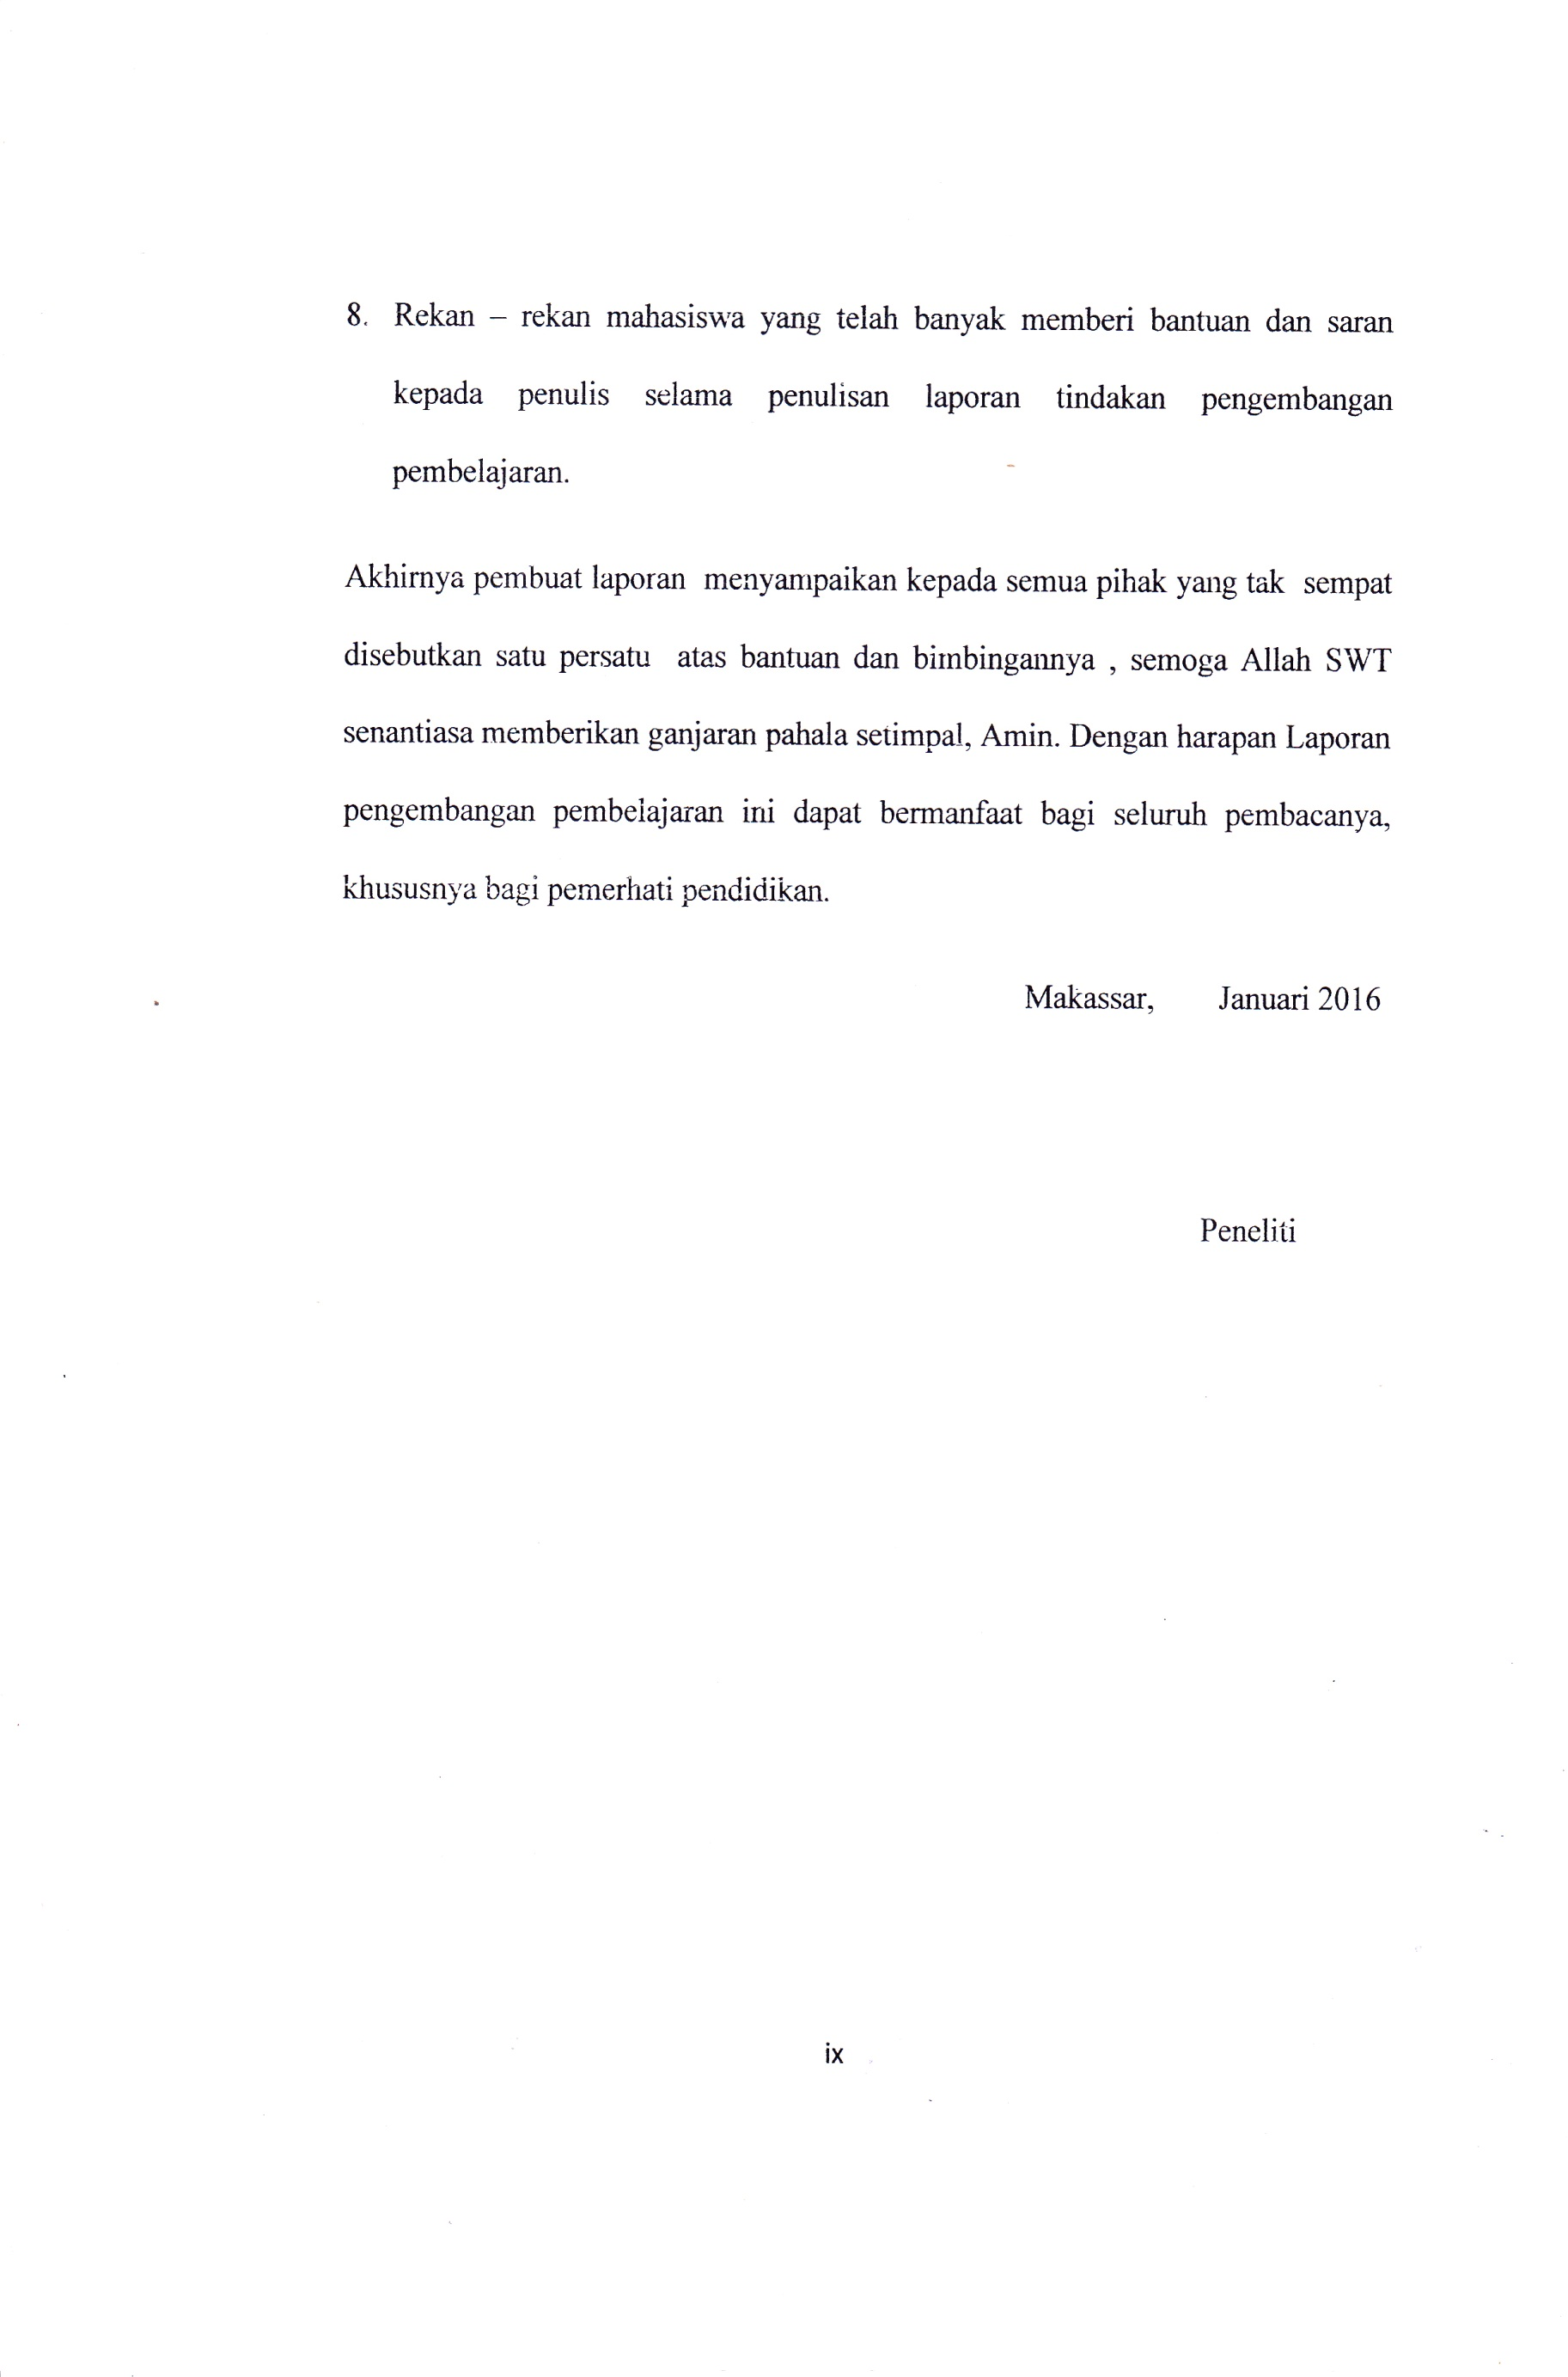 8. Rekan – rekan mahasiswa yang telah banyak memberi bantuan dan saran
kepada penulis selama penulisan laporan tindakan pengembangan
pembelajaran.
Akhirnya pembuat laporan menyampaikan kepada semua pihak yang tak sempat
disebutkan satu persatu atas bantuan dan bimbingannya , semoga Allah SWT
senantiasa memberikan ganjaran pahala setimpal, Amin. Dengan harapan Laporan
pengembangan pembelajaran ini dapat bermanfaat bagi seluruh pembacanya,
khususnya bagi pemerhati pendidikan.
Makassar, Januari 2016
Peneliti
ix